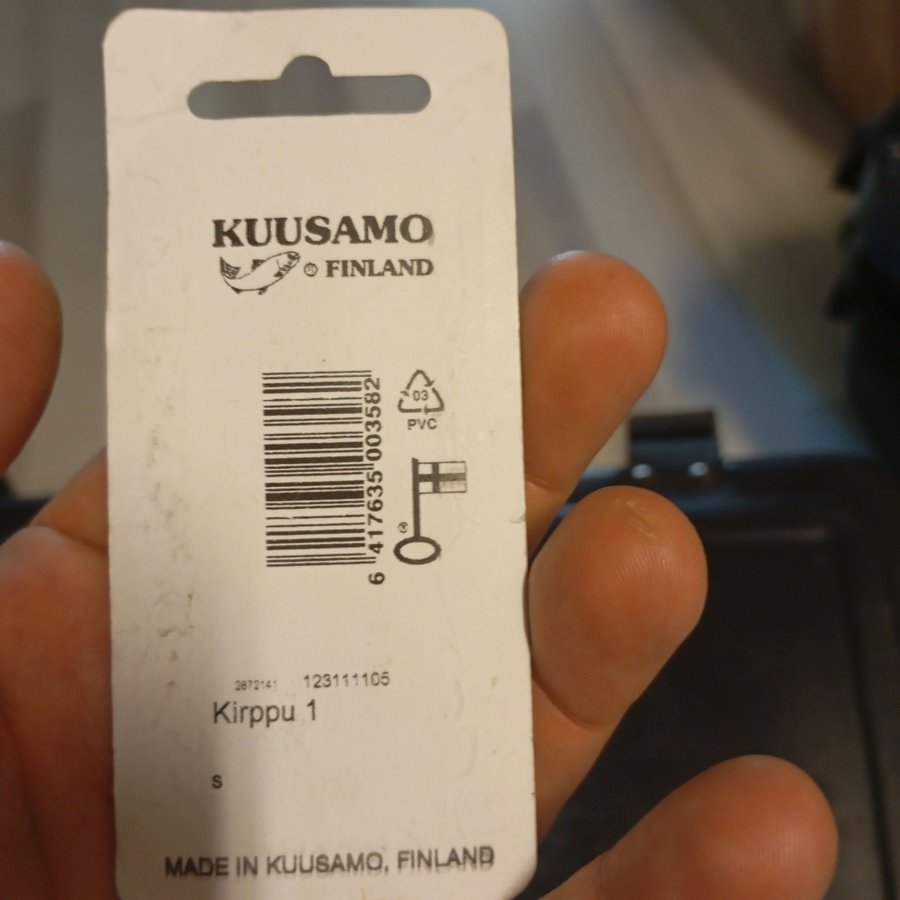 KUUSAMO
® FINLAND
6 417635 003582
03
PVC
2872141 123111105
Kirppu 1
s
MADE IN KUUSAMO, FINLAND